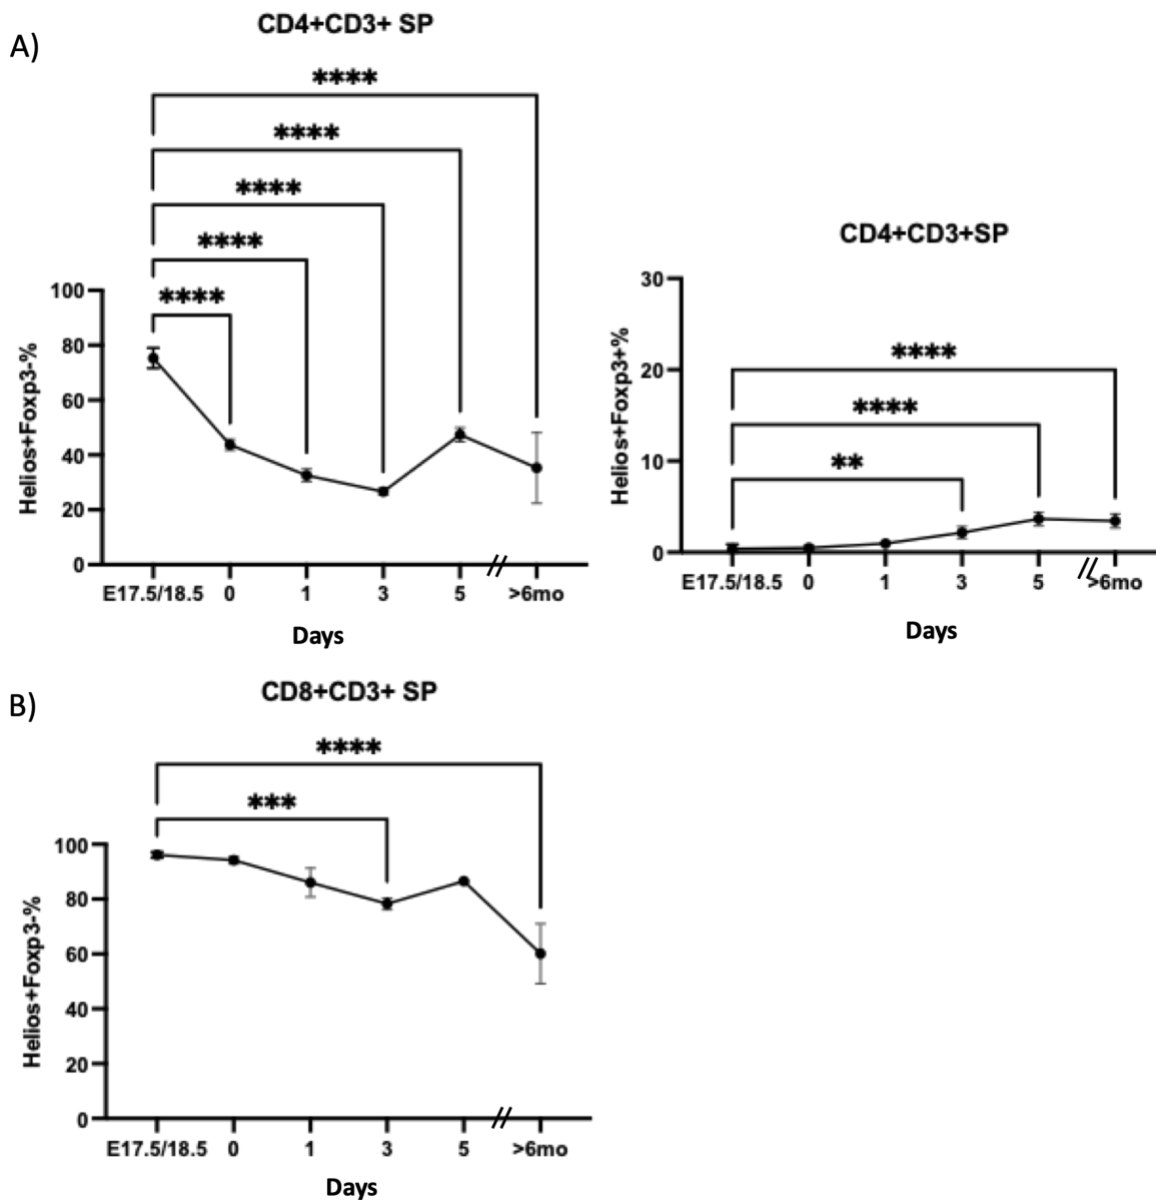 A)
CD4+CD3+ SP
****
****
****
****
****
Helios+Foxp3-%
100
80
60
40
20
0
E17.5/18.5 0 1 3 5 >6mo
//
Days
CD4+CD3+SP
****
****
**
Helios+Foxp3+%
30
20
10
0
E17.5/18.5 0 1 3 5 >6mo
//
Days
B)
CD8+CD3+ SP
****
***
Helios+Foxp3-%
100
80
60
40
20
0
E17.5/18.5 0 1 3 5 >6mo
//
Days